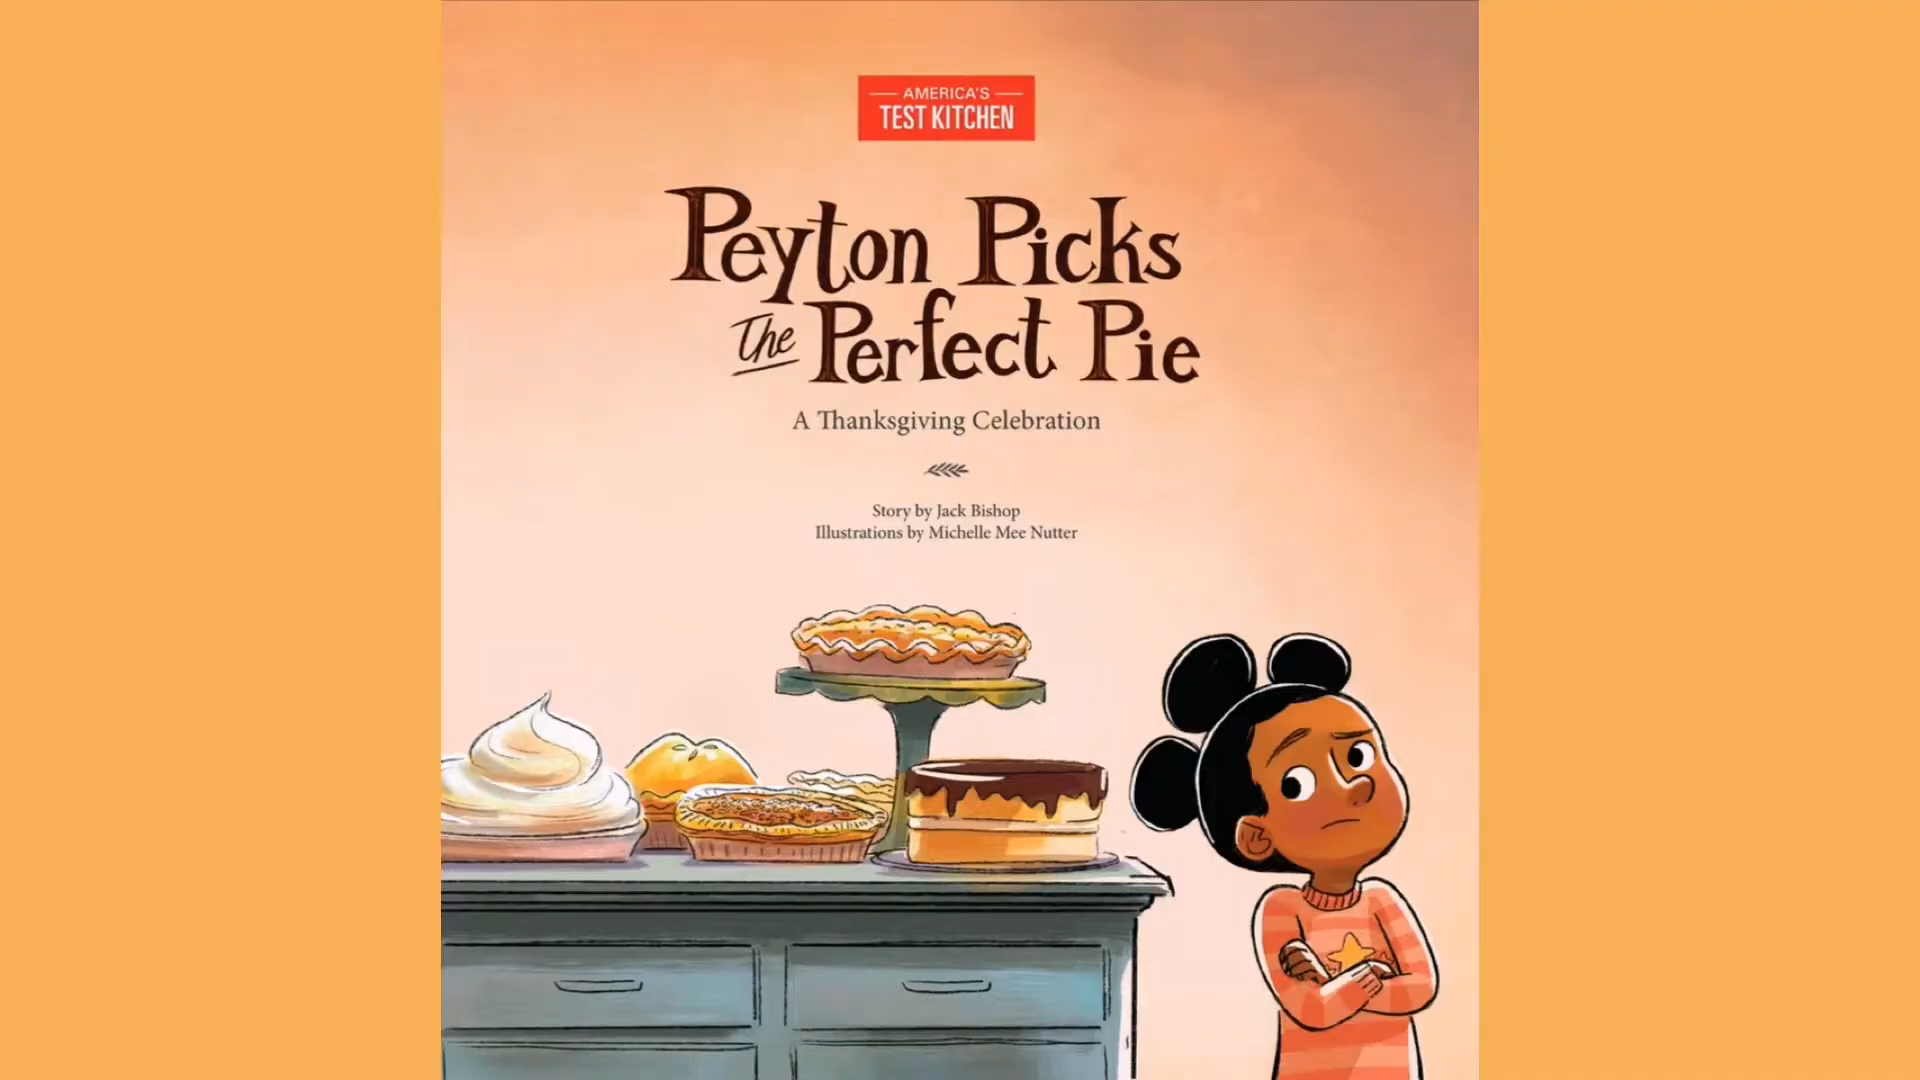 AMERICA'S
TEST KITCHEN
Peyton Picks
The Perfect Pie
A Thanksgiving Celebration
Story by Jack Bishop
Illustrations by Michelle Mee Nutter